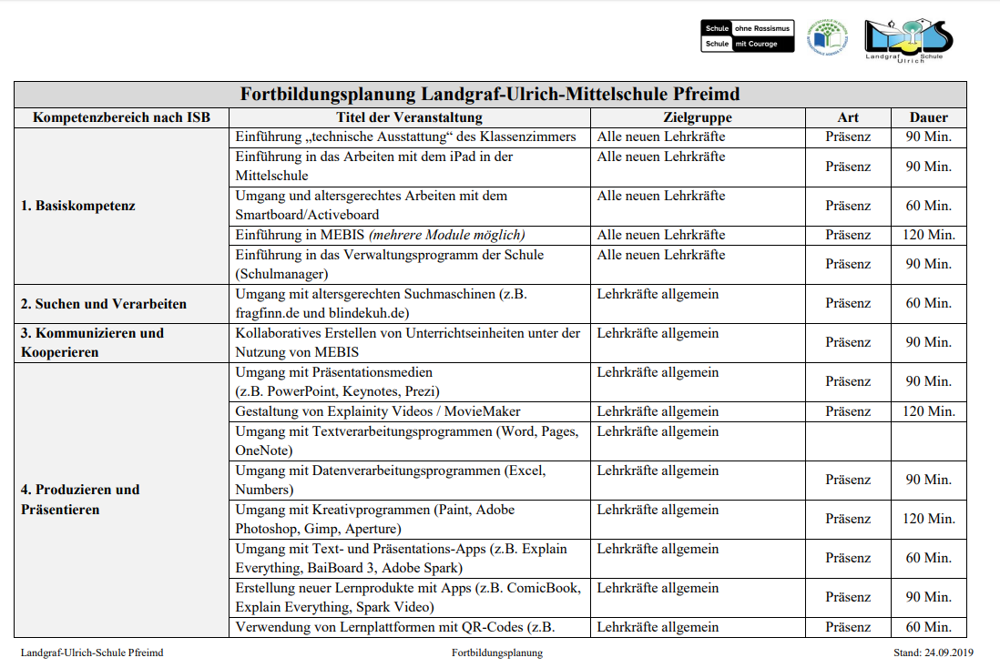 Schule ohne Rassismus
Schule mit Courage
LUS
Landgraf Schule
Ulrich
Fortbildungsplanung Landgraf-Ulrich-Mittelschule Pfreimd
Kompetenzbereich nach ISB Titel der Veranstaltung Zielgruppe Art Dauer
1. Basiskompetenz
Einführung „technische Ausstattung“ des Klassenzimmers Alle neuen Lehrkräfte Präsenz 90 Min.
Einführung in das Arbeiten mit dem iPad in der
Mittelschule
Alle neuen Lehrkräfte Präsenz 90 Min.
Umgang und altersgerechtes Arbeiten mit dem
Smartboard/Activeboard
Alle neuen Lehrkräfte Präsenz 60 Min.
Einführung in MEBIS (mehrere Module möglich) Alle neuen Lehrkräfte Präsenz 120 Min.
Einführung in das Verwaltungsprogramm der Schule
(Schulmanager)
Alle neuen Lehrkräfte Präsenz 90 Min.
2. Suchen und Verarbeiten
Umgang mit altersgerechten Suchmaschinen (z.B.
fragfinn.de und blindekuh.de)
Lehrkräfte allgemein Präsenz 60 Min.
3. Kommunizieren und
Kooperieren
Kollaboratives Erstellen von Unterrichtseinheiten unter der
Nutzung von MEBIS
Lehrkräfte allgemein Präsenz 90 Min.
4. Produzieren und
Präsentieren
Umgang mit Präsentationsmedien
(z.B. PowerPoint, Keynotes, Prezi)
Lehrkräfte allgemein Präsenz 90 Min.
Gestaltung von Explainity Videos / MovieMaker Lehrkräfte allgemein Präsenz 120 Min.
Umgang mit Textverarbeitungsprogrammen (Word, Pages,
OneNote)
Lehrkräfte allgemein
Umgang mit Datenverarbeitungsprogrammen (Excel,
Numbers)
Lehrkräfte allgemein Präsenz 90 Min.
Umgang mit Kreativprogrammen (Paint, Adobe
Photoshop, Gimp, Aperture)
Lehrkräfte allgemein Präsenz 120 Min.
Umgang mit Text- und Präsentations-Apps (z.B. Explain
Everything, BaiBoard 3, Adobe Spark)
Lehrkräfte allgemein Präsenz 60 Min.
Erstellung neuer Lernprodukte mit Apps (z.B. ComicBook,
Explain Everything, Spark Video)
Lehrkräfte allgemein Präsenz 90 Min.
Verwendung von Lernplattformen mit QR-Codes (z.B. Lehrkräfte allgemein Präsenz 60 Min.
Landgraf-Ulrich-Schule Pfreimd Fortbildungsplanung Stand: 24.09.2019